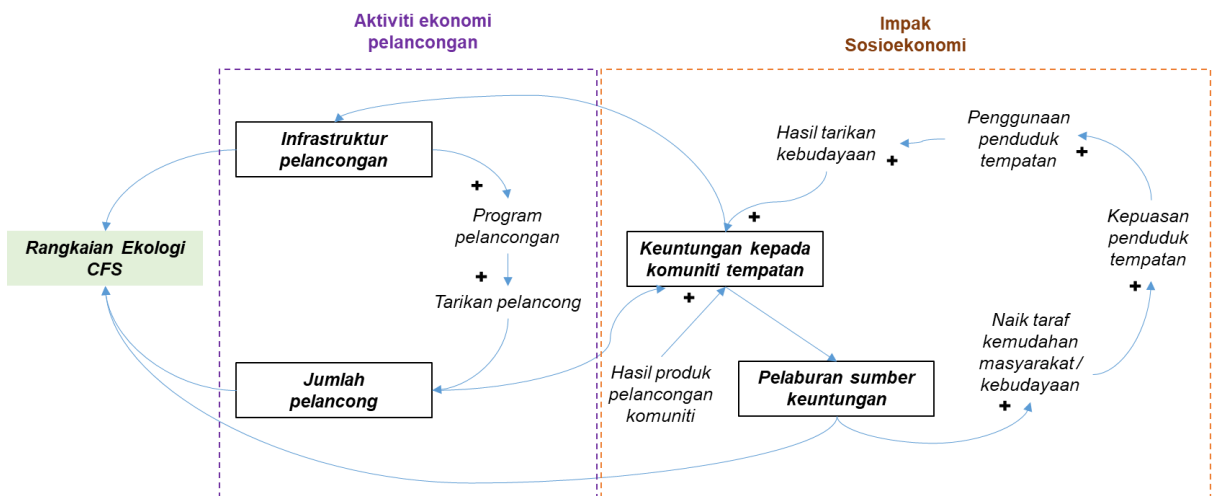 Aktiviti ekonomi
pelancongan
Impak
Sosioekonomi
Infrastruktur
pelancongan
+
Program
pelancongan
+
Tarikan pelancong
Jumlah
pelancong
Rangkaian Ekologi
CFS
Hasil tarikan
kebudayaan
+
Penggunaan
penduduk
tempatan
+
+
Keuntungan kepada
komuniti tempatan
+
Kepuasan
penduduk
tempatan
+
Hasil produk
pelancongan
komuniti
Pelaburan sumber
keuntungan
Naik taraf
kemudahan
masyarakat/
kebudayaan
+